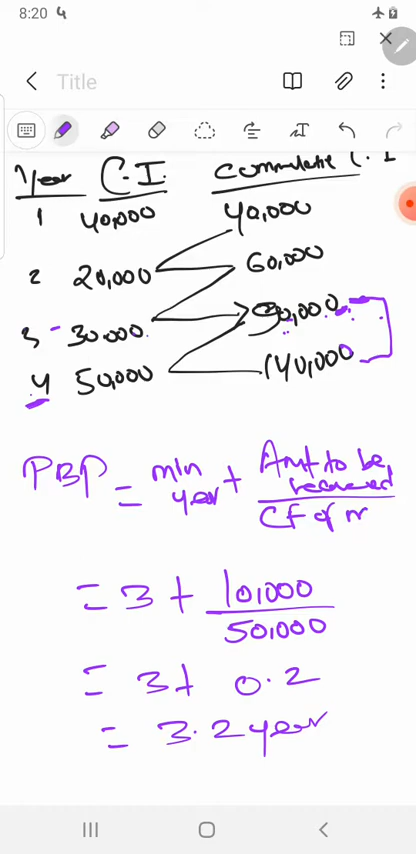 8:20
Title
Year C.I. Cummulate C.I
1 40,000 40,000
2 20,000 60,000
3 - 30.000. 90,000
4 50,000 140,000
PBP = min year + Amt to be recovered
CF of
= 3 + 10,000
50,000
= 3+ 0.2
= 3.2 year